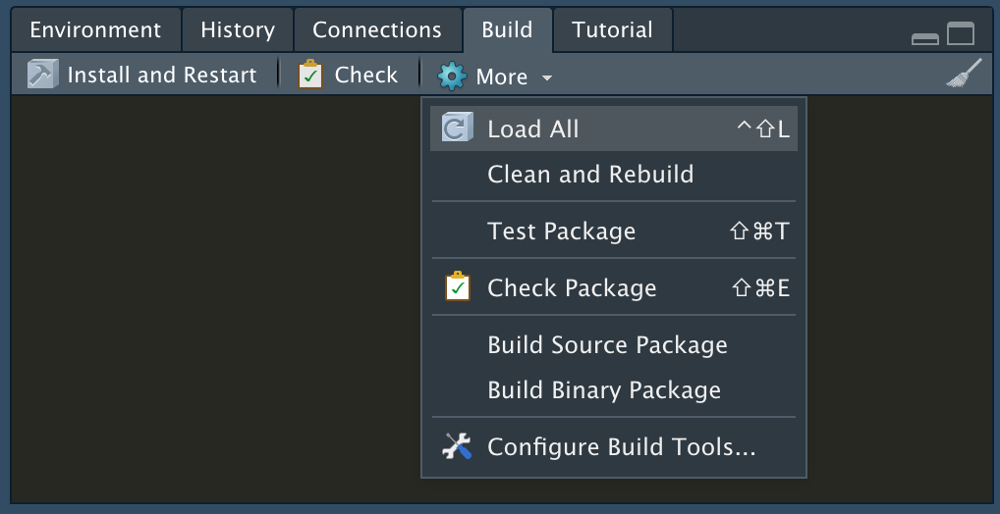 Environment History Connections Build Tutorial
Install and Restart Check More
Load All ^⇧L
Clean and Rebuild
Test Package ⇧⌘T
Check Package ⇧⌘E
Build Source Package
Build Binary Package
Configure Build Tools...